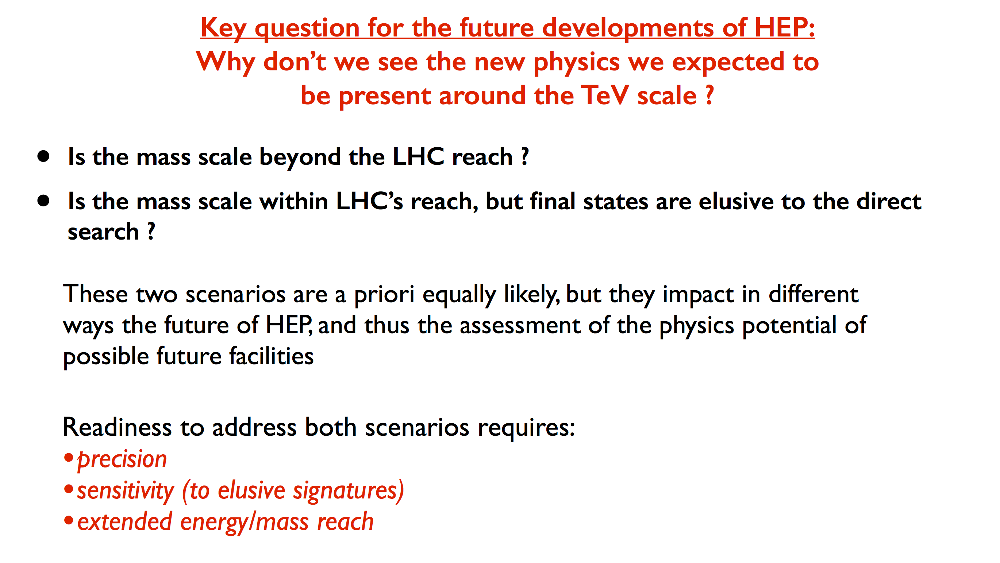 Key question for the future developments of HEP:
Why don’t we see the new physics we expected to
be present around the TeV scale ?
• Is the mass scale beyond the LHC reach ?
• Is the mass scale within LHC’s reach, but final states are elusive to the direct
search ?
These two scenarios are a priori equally likely, but they impact in different
ways the future of HEP, and thus the assessment of the physics potential of
possible future facilities
Readiness to address both scenarios requires:
•precision
•sensitivity (to elusive signatures)
•extended energy/mass reach